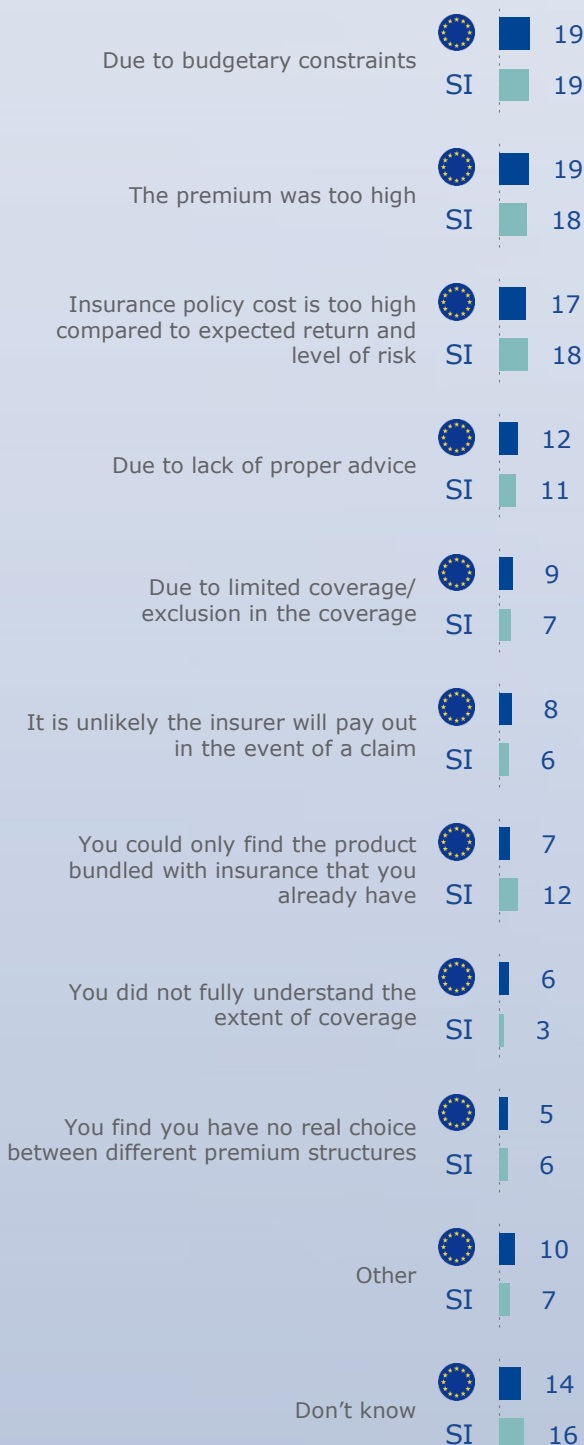 Due to budgetary constraints
19
SI 19
The premium was too high
19
SI 18
Insurance policy cost is too high
compared to expected return and
level of risk
17
SI 18
Due to lack of proper advice
12
SI 11
Due to limited coverage/
exclusion in the coverage
9
SI 7
It is unlikely the insurer will pay out
in the event of a claim
8
SI 6
You could only find the product
bundled with insurance that you
already have
7
SI 12
You did not fully understand the
extent of coverage
6
SI 3
You find you have no real choice
between different premium structures
5
SI 6
Other
10
SI 7
Don’t know
14
SI 16